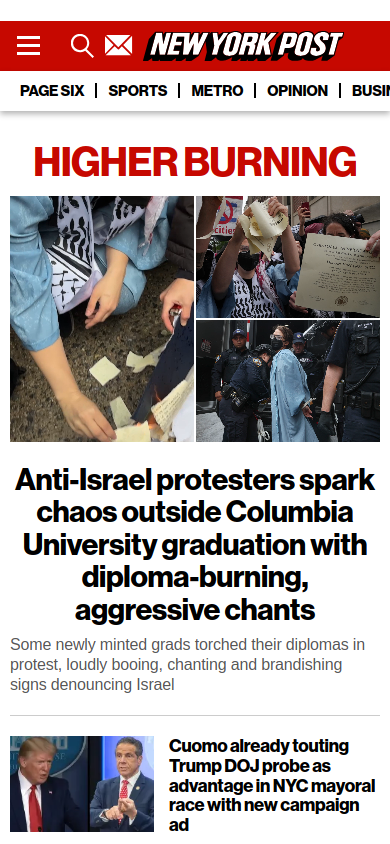 NEW YORK POST
PAGE SIX
SPORTS
METRO
OPINION
BUSIN
HIGHER BURNING
cities
Anti-Israel protesters spark
chaos outside Columbia
University graduation with
diploma-burning,
aggressive chants
Some newly minted grads torched their diplomas in
protest, loudly booing, chanting and brandishing
signs denouncing Israel
Cuomo already touting
Trump DOJ probe as
advantage in NYC mayoral
race with new campaign
ad